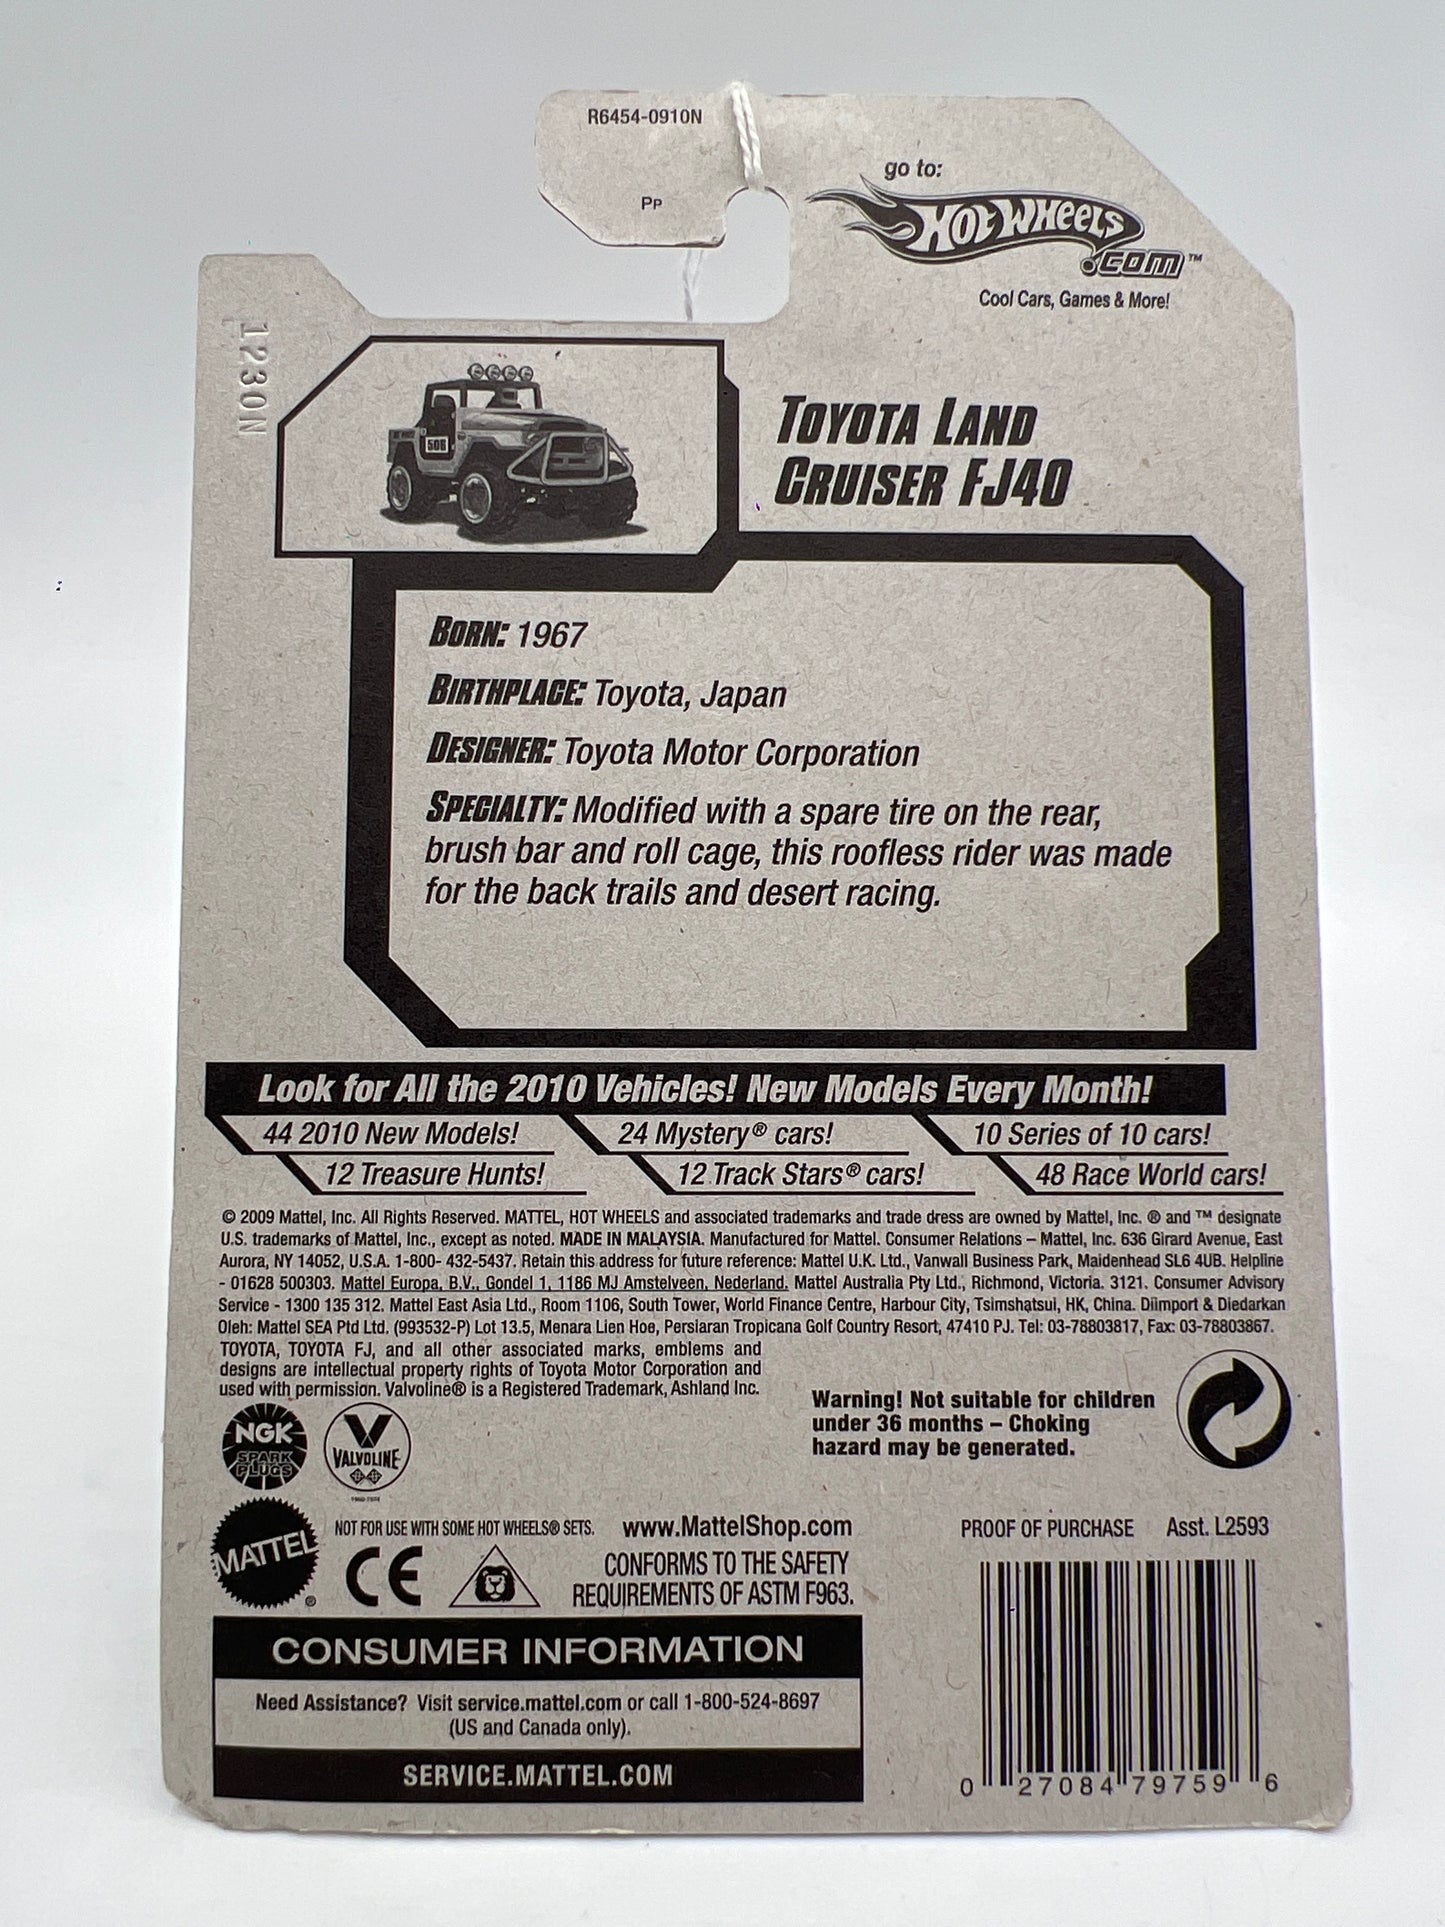 R6454-0910N
PP
go to:
HOT WHEELS
.COM™
Cool Cars, Games & More!
1230N
506
TOYOTA LAND
CRUISER FJ40
BORN: 1967
BIRTHPLACE: Toyota, Japan
DESIGNER: Toyota Motor Corporation
SPECIALTY: Modified with a spare tire on the rear,
brush bar and roll cage, this roofless rider was made
for the back trails and desert racing.
Look for All the 2010 Vehicles! New Models Every Month!
44 2010 New Models! 24 Mystery® cars! 10 Series of 10 cars!
12 Treasure Hunts! 12 Track Stars® cars! 48 Race World cars!
© 2009 Mattel, Inc. All Rights Reserved. MATTEL, HOT WHEELS and associated trademarks and trade dress are owned by Mattel, Inc. ® and ™ designate
U.S. trademarks of Mattel, Inc., except as noted. MADE IN MALAYSIA. Manufactured for Mattel. Consumer Relations – Mattel, Inc. 636 Girard Avenue, East
Aurora, NY 14052, U.S.A. 1-800- 432-5437. Retain this address for future reference: Mattel U.K. Ltd., Vanwall Business Park, Maidenhead SL6 4UB. Helpline
- 01628 500303. Mattel Europa, B.V., Gondel 1, 1186 MJ Amstelveen, Nederland. Mattel Australia Pty Ltd., Richmond, Victoria. 3121. Consumer Advisory
Service - 1300 135 312. Mattel East Asia Ltd., Room 1106, South Tower, World Finance Centre, Harbour City, Tsimshatsui, HK, China. Diimport & Diedarkan
Oleh: Mattel SEA Ptd Ltd. (993532-P) Lot 13.5, Menara Lien Hoe, Persiaran Tropicana Golf Country Resort, 47410 PJ. Tel: 03-78803817, Fax: 03-78803867.
TOYOTA, TOYOTA FJ, and all other associated marks, emblems and
designs are intellectual property rights of Toyota Motor Corporation and
used with permission. Valvoline® is a Registered Trademark, Ashland Inc.
Warning! Not suitable for children
under 36 months – Choking
hazard may be generated.
NGK
SPARK
PLUGS
VALVOLINE
MATTEL®
NOT FOR USE WITH SOME HOT WHEELS® SETS.
www.MattelShop.com
CE
CONFORMS TO THE SAFETY
REQUIREMENTS OF ASTM F963.
PROOF OF PURCHASE Asst. L2593
CONSUMER INFORMATION
Need Assistance? Visit service.mattel.com or call 1-800-524-8697
(US and Canada only).
SERVICE.MATTEL.COM
0 27084 79759 6